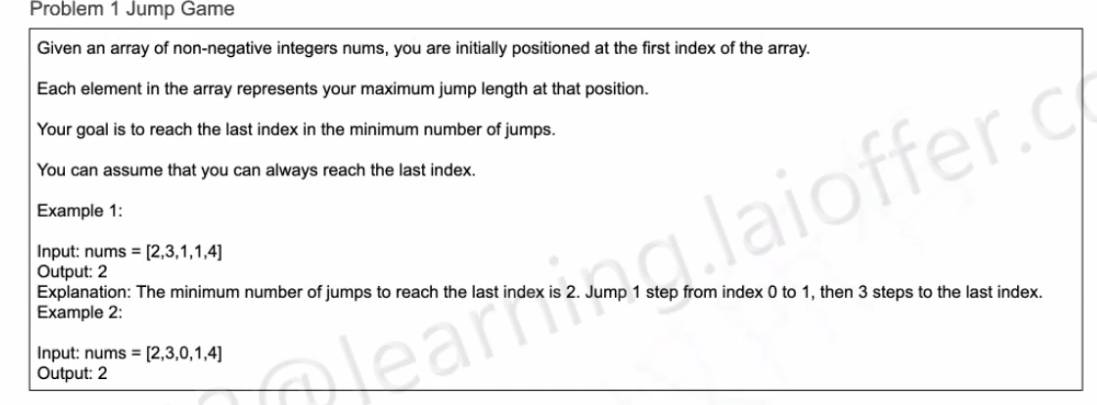 Problem 1 Jump Game
Given an array of non-negative integers nums, you are initially positioned at the first index of the array.
Each element in the array represents your maximum jump length at that position.
Your goal is to reach the last index in the minimum number of jumps.
You can assume that you can always reach the last index.
Example 1:
Input: nums = [2,3,1,1,4]
Output: 2
Explanation: The minimum number of jumps to reach the last index is 2. Jump 1 step from index 0 to 1, then 3 steps to the last index.
Example 2:
Input: nums = [2,3,0,1,4]
Output: 2
@learning.laioffer.c